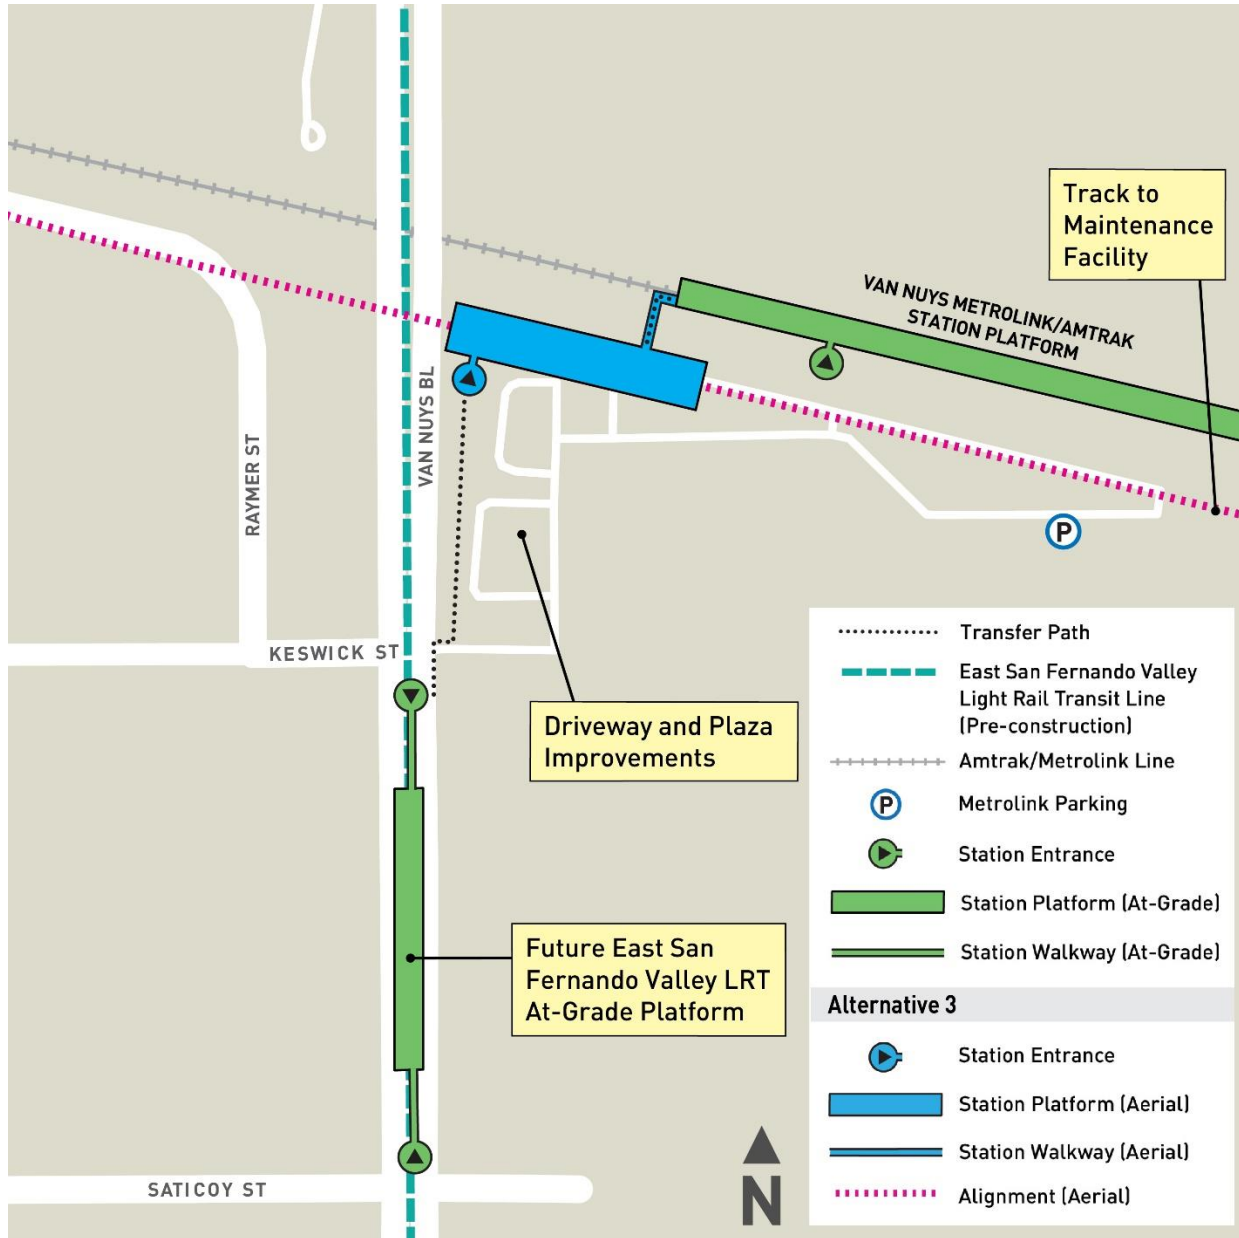 Track to
Maintenance
Facility
VAN NUYS METROLINK/AMTRAK
STATION PLATFORM
VAN NUYS BL
RAYMER ST
KESWICK ST
P
Driveway and Plaza
Improvements
Future East San
Fernando Valley LRT
At-Grade Platform
SATICOY ST
N
Transfer Path
East San Fernando Valley
Light Rail Transit Line
(Pre-construction)
Amtrak/Metrolink Line
P
Metrolink Parking
Station Entrance
Station Platform (At-Grade)
Station Walkway (At-Grade)
Alternative 3
Station Entrance
Station Platform (Aerial)
Station Walkway (Aerial)
Alignment (Aerial)